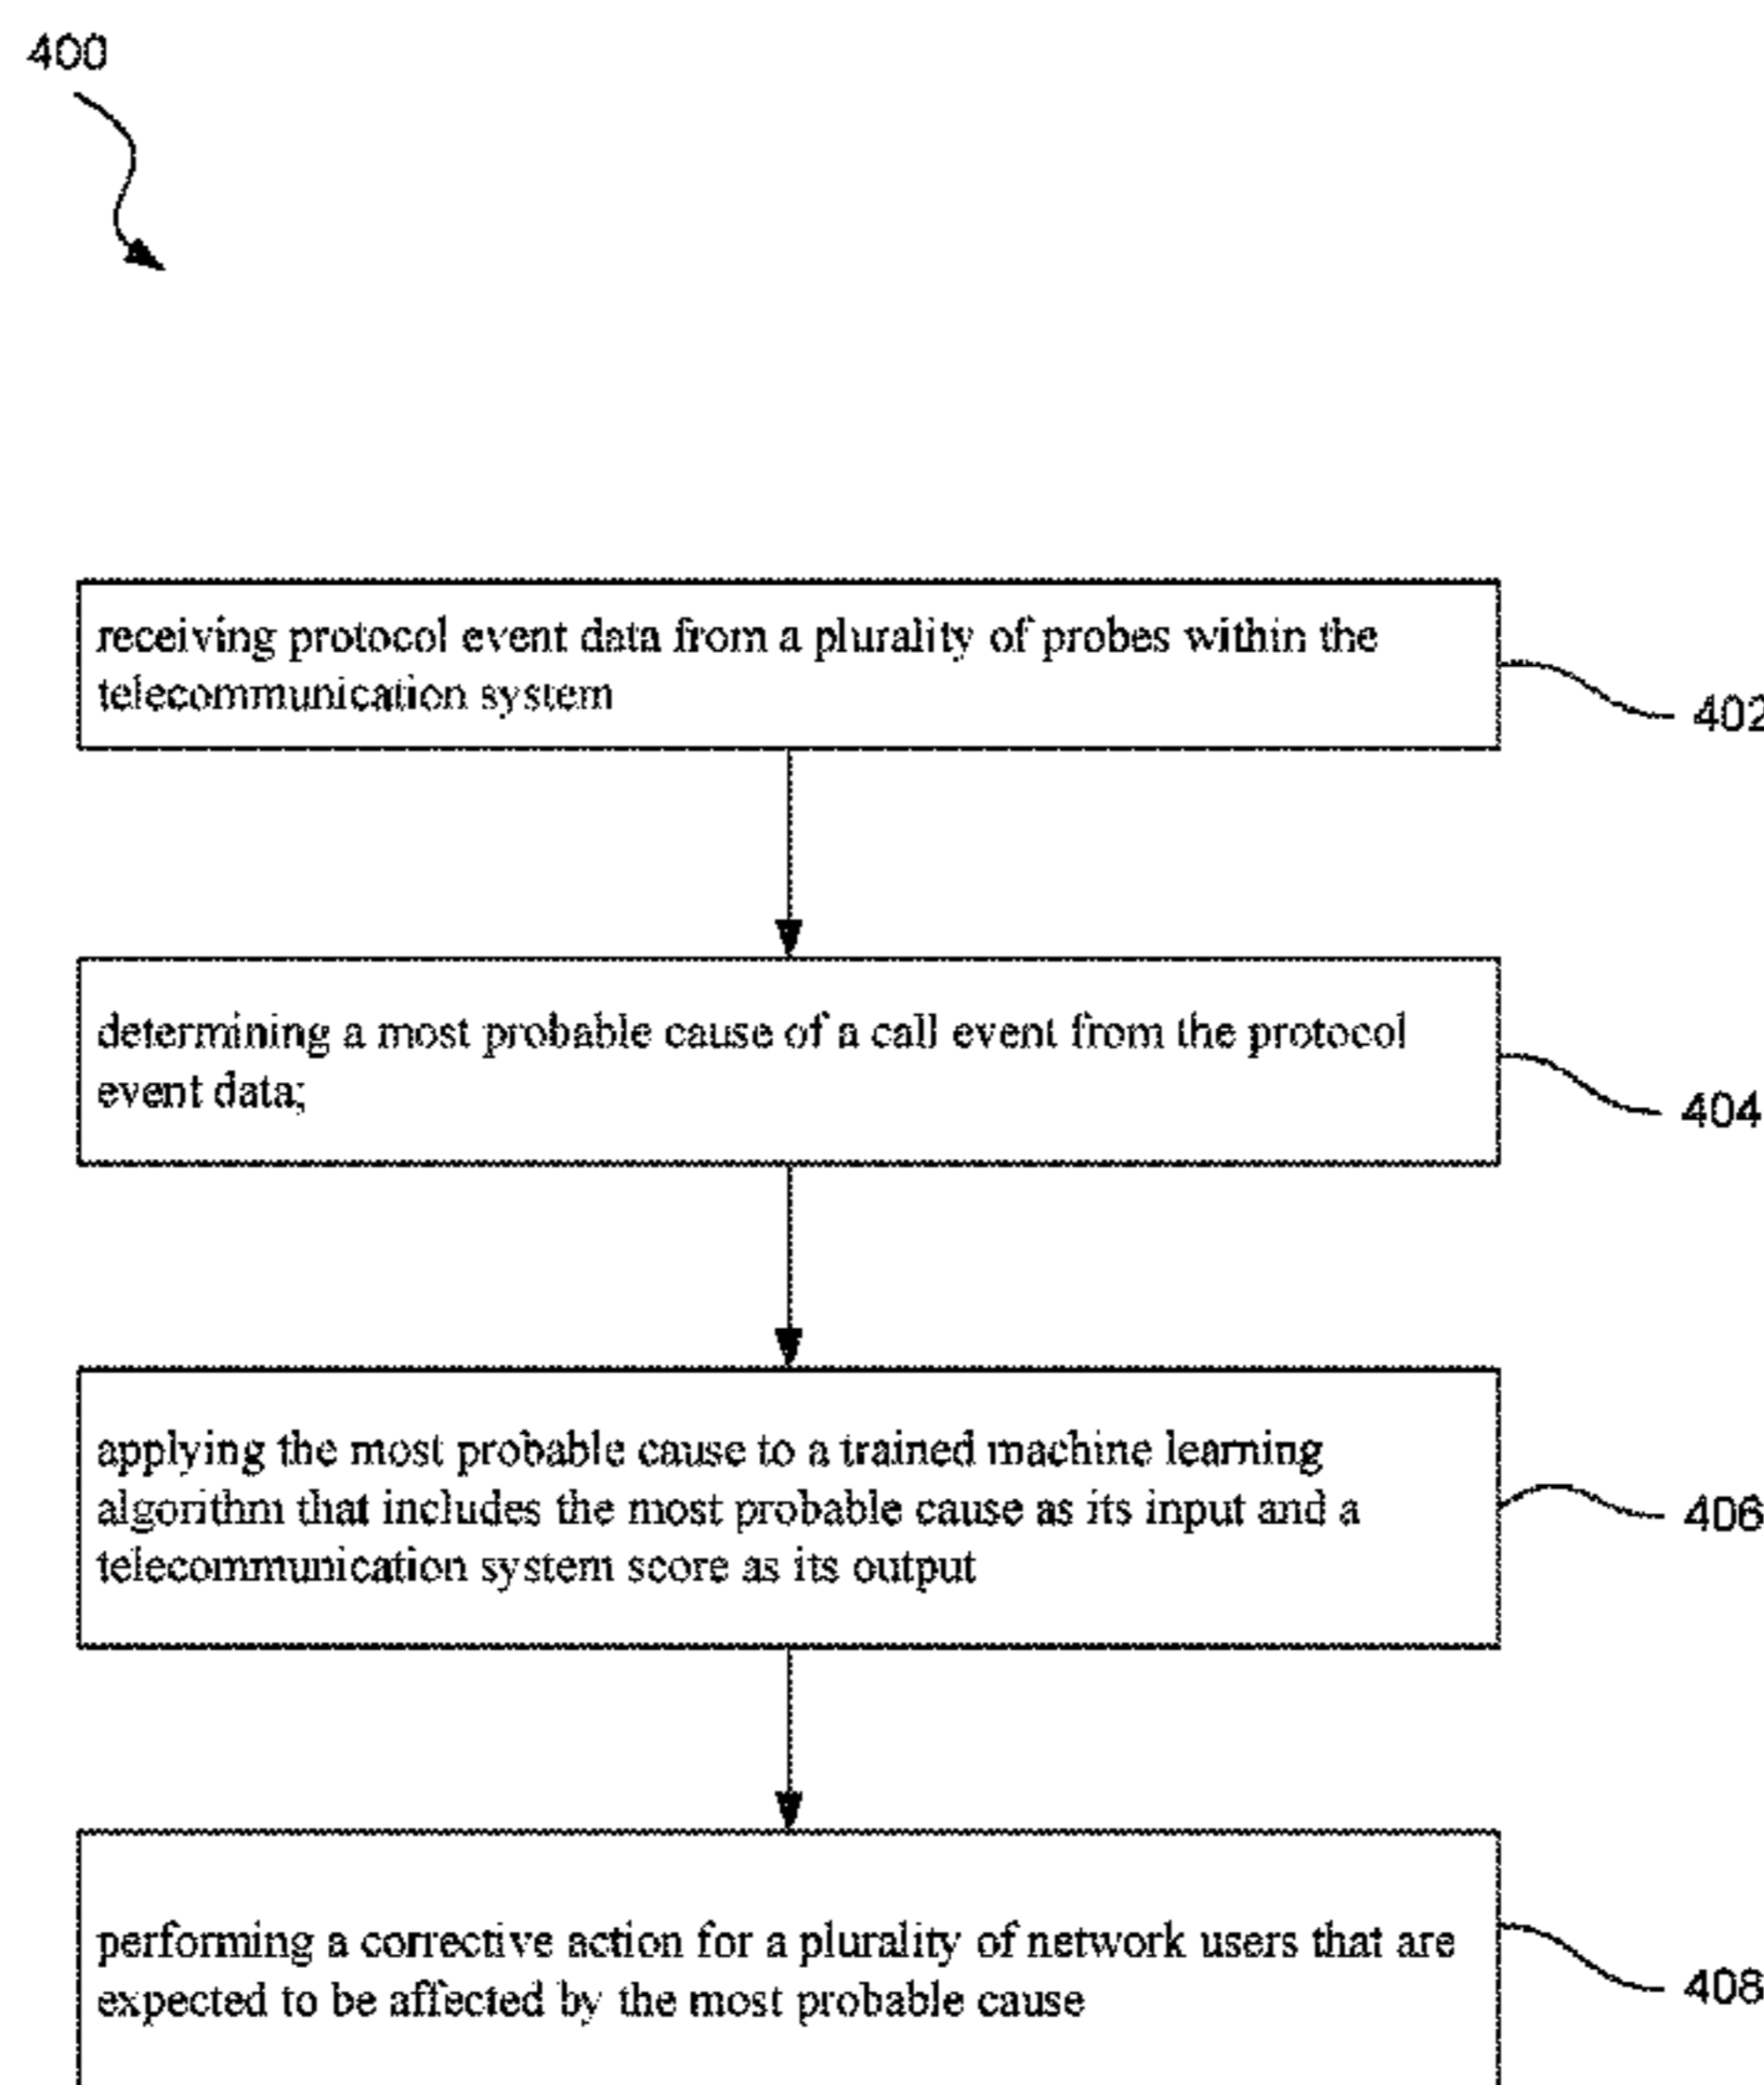 400
receiving protocol event data from a plurality of probes within the
telecommunication system
402
determining a most probable cause of a call event from the protocol
event data;
404
applying the most probable cause to a trained machine learning
algorithm that includes the most probable cause as its input and a
telecommunication system score as its output
406
performing a corrective action for a plurality of network users that are
expected to be affected by the most probable cause
408